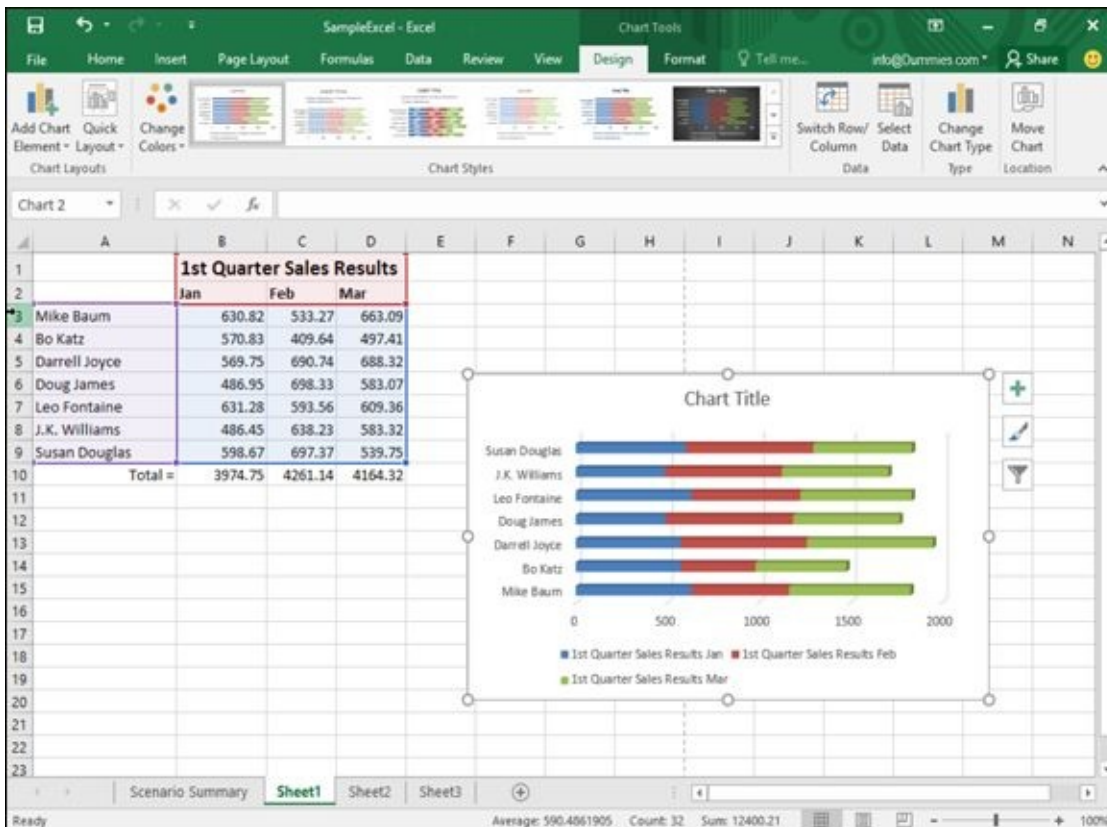 SampleExcel - Excel
Chart Tools
File Home Insert Page Layout Formulas Data Review View Design Format Tell me... info@Dummies.com Share
Add Chart Element Quick Layout Change Colors Switch Row/ Column Select Data Change Chart Type Move Chart
Chart Layouts Chart Styles Data Type Location
Chart 2 fx
A B C D E F G H I J K L M N
1 1st Quarter Sales Results
2 Jan Feb Mar
3 Mike Baum 630.82 533.27 663.09
4 Bo Katz 570.83 409.64 497.41
5 Darrell Joyce 569.75 690.74 688.32
6 Doug James 486.95 698.33 583.07
7 Leo Fontaine 631.28 593.56 609.36
8 J.K. Williams 486.45 638.23 583.32
9 Susan Douglas 598.67 697.37 539.75
10 Total = 3974.75 4261.14 4164.32
11
12
13
14
15
16
17
18
19
20
21
22
23
Chart Title
Susan Douglas
J.K. Williams
Leo Fontaine
Doug James
Darrell Joyce
Bo Katz
Mike Baum
0 500 1000 1500 2000
1st Quarter Sales Results Jan 1st Quarter Sales Results Feb
1st Quarter Sales Results Mar
Scenario Summary Sheet1 Sheet2 Sheet3
Ready Average: 590.4861905 Count: 32 Sum: 12400.21 100%